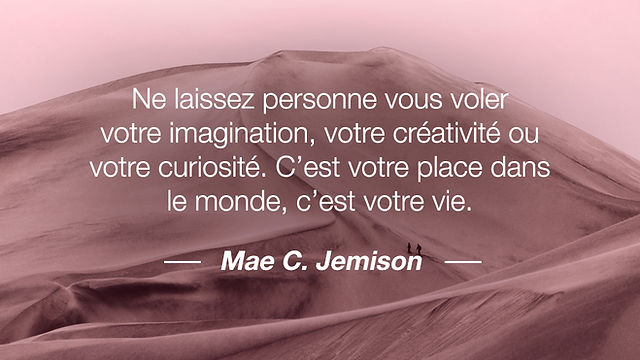 Ne laissez personne vous voler
votre imagination, votre créativité ou
votre curiosité. C’est votre place dans
le monde, c’est votre vie.
Mae C. Jemison